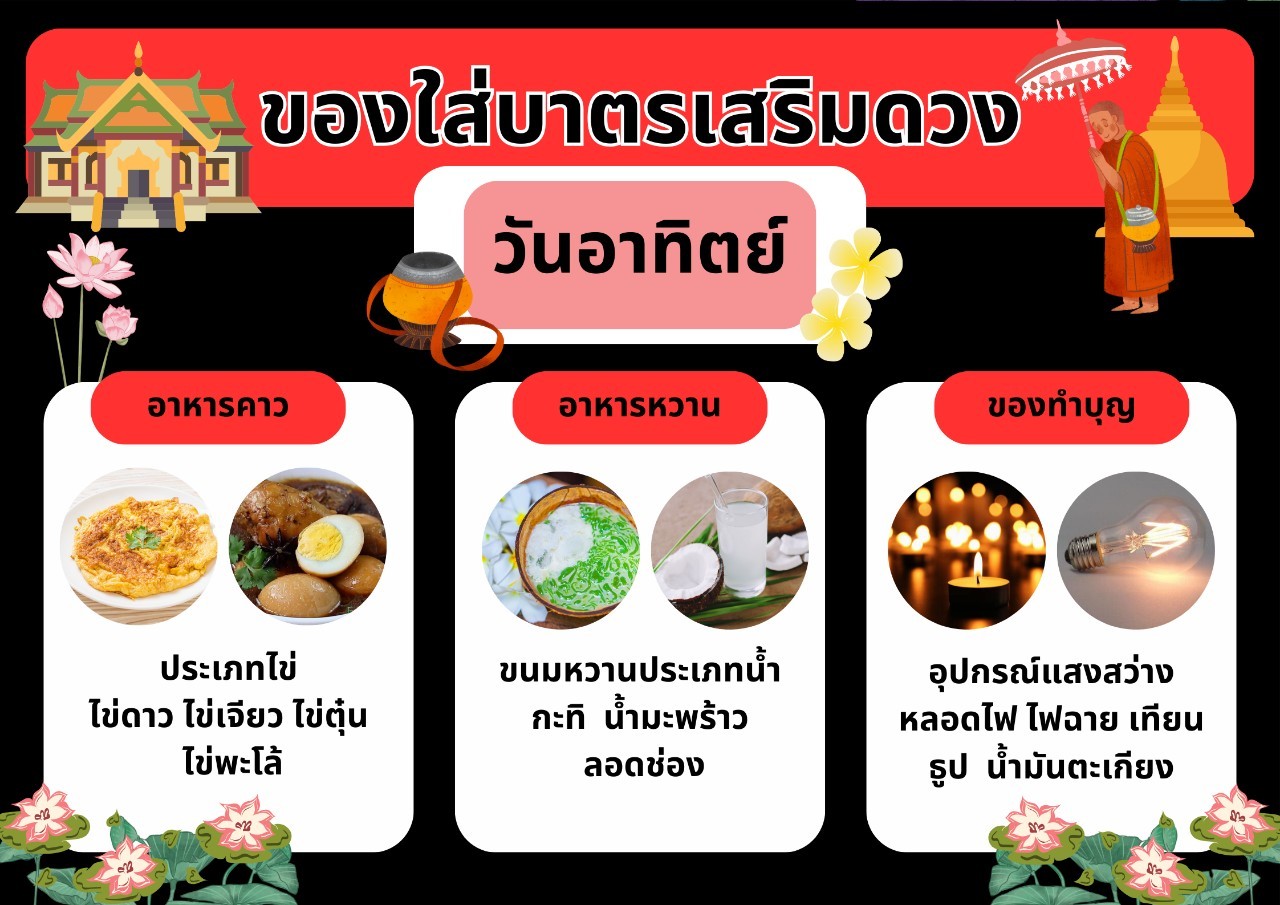 ของใส่บาตรเสริมดวง
วันอาทิตย์
อาหารคาว
ประเภทไข่
ไข่ดาว ไข่เจียว ไข่ตุ๋น
ไข่พะโล้
อาหารหวาน
ขนมหวานประเภทน้ำ
กะทิ น้ำมะพร้าว
ลอดช่อง
ของทำบุญ
อุปกรณ์แสงสว่าง
หลอดไฟ ไฟฉาย เทียน
ธูป น้ำมันตะเกียง